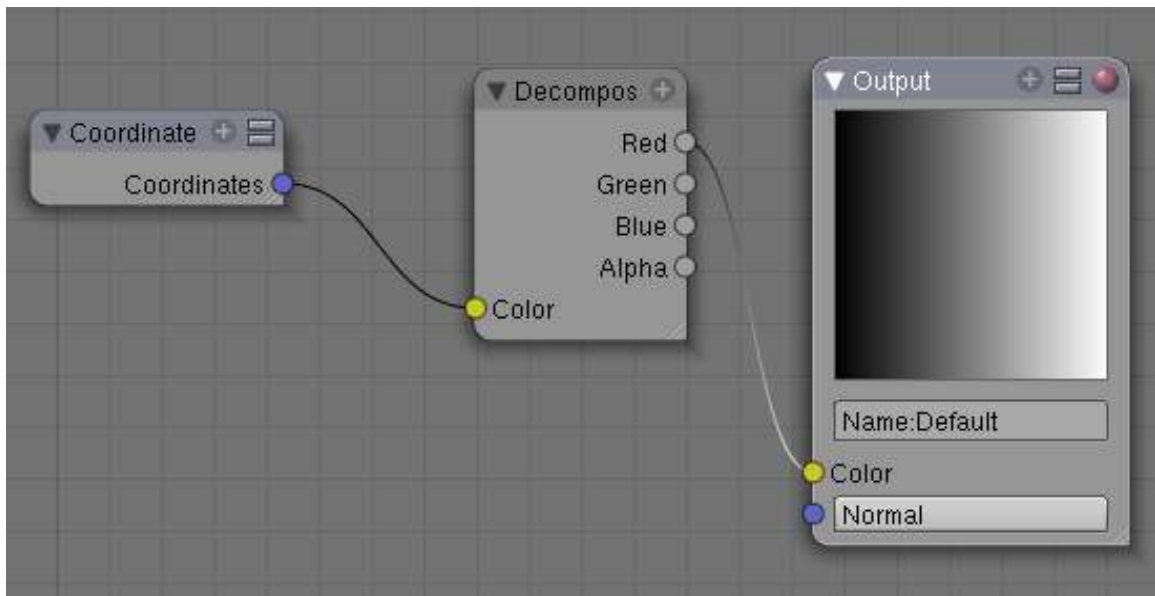 Coordinate
Coordinates
Decompos
Red
Green
Blue
Alpha
Color
Output
Name:Default
Color
Normal